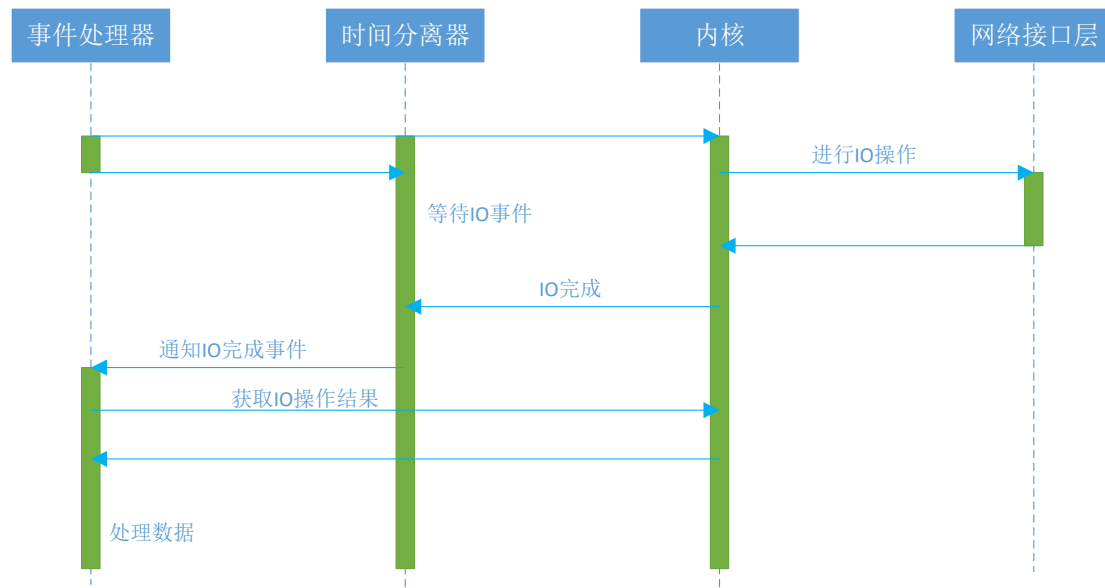 事件处理器
时间分离器
内核
网络接口层
进行IO操作
等待IO事件
IO完成
通知IO完成事件
获取IO操作结果
处理数据